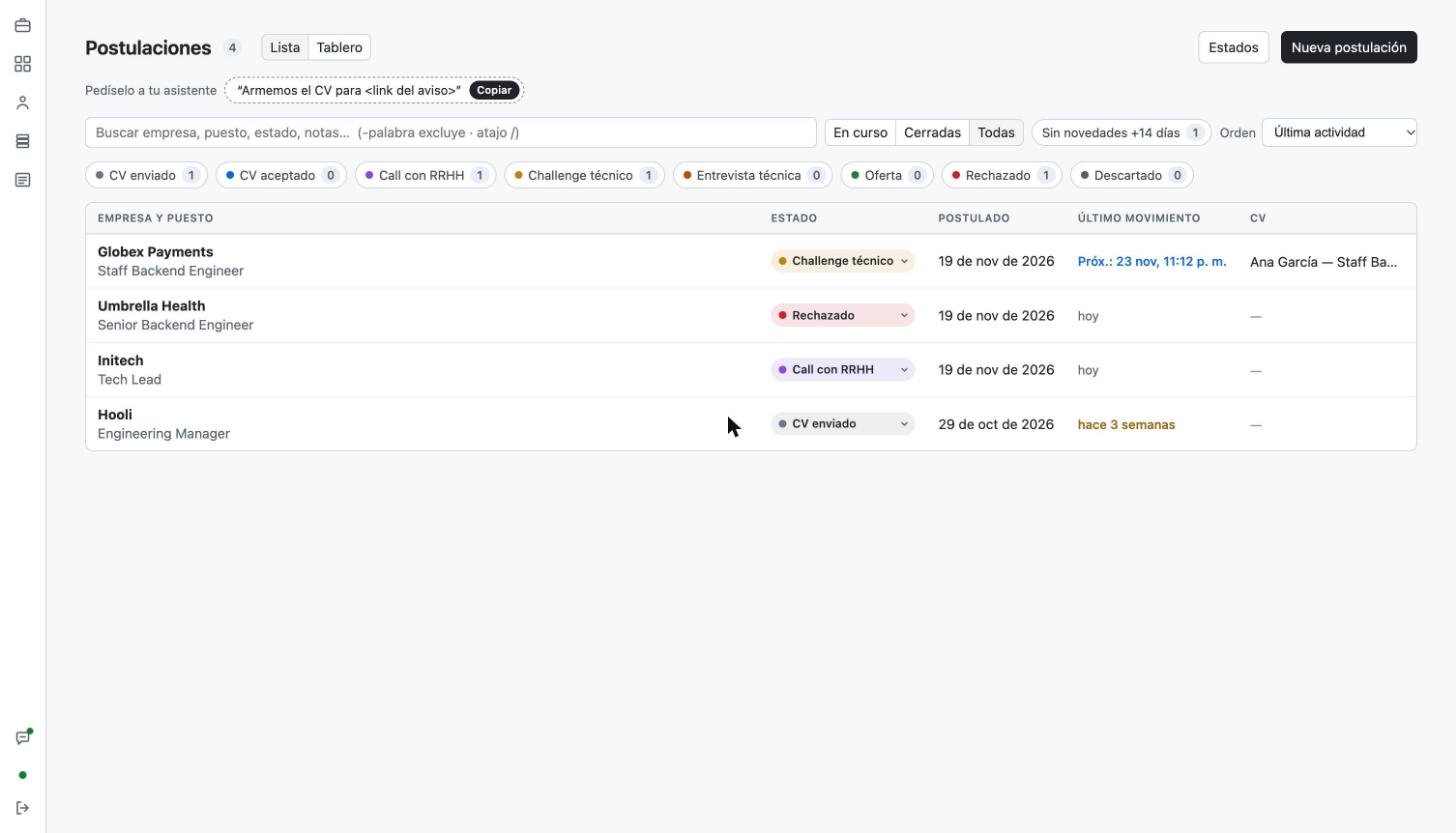 Postulaciones 4 Lista Tablero Estados Nueva postulación
Pedíselo a tu asistente “Armemos el CV para <link del aviso>” Copiar
Buscar empresa, puesto, estado, notas... (-palabra excluye · atajo /) En curso Cerradas Todas Sin novedades +14 días 1 Orden Última actividad
CV enviado 1 CV aceptado 0 Call con RRHH 1 Challenge técnico 1 Entrevista técnica 0 Oferta 0 Rechazado 1 Descartado 0
EMPRESA Y PUESTO ESTADO POSTULADO ÚLTIMO MOVIMIENTO CV
Globex Payments
Staff Backend Engineer
Challenge técnico 19 de nov de 2026 Próx.: 23 nov, 11:12 p. m. Ana García — Staff Ba...
Umbrella Health
Senior Backend Engineer
Rechazado 19 de nov de 2026 hoy —
Initech
Tech Lead
Call con RRHH 19 de nov de 2026 hoy —
Hooli
Engineering Manager
CV enviado 29 de oct de 2026 hace 3 semanas —